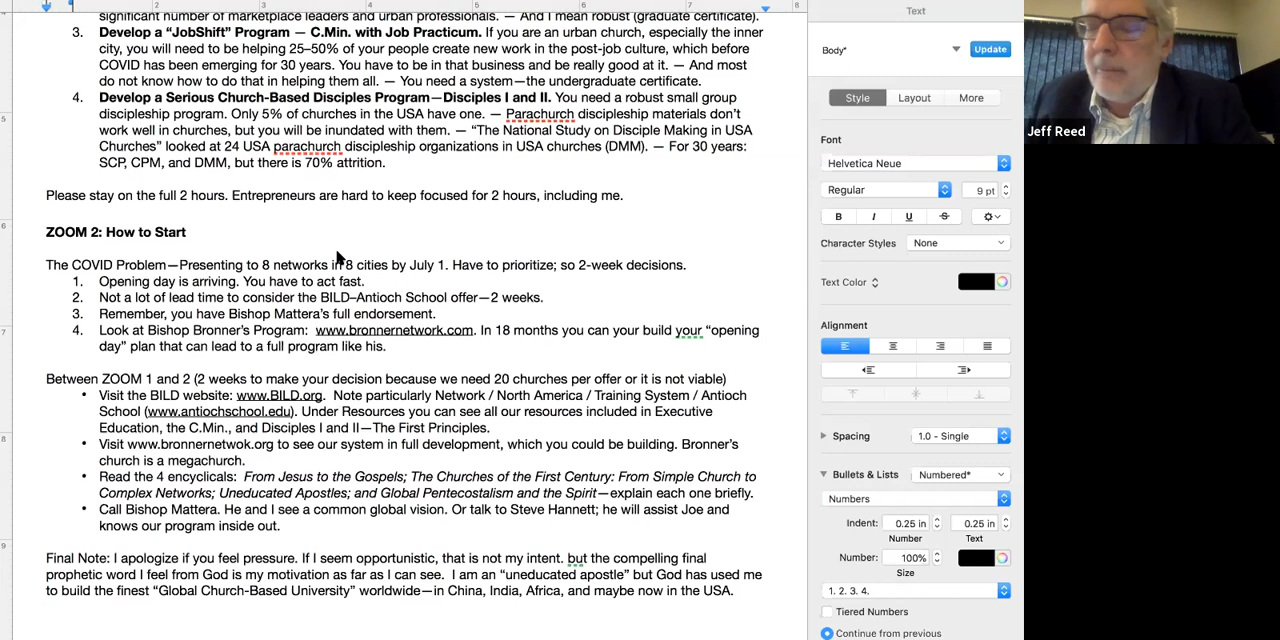 4 2 3 4 5 6 7 8
significant number of marketplace leaders and urban professionals. — And I mean robust (graduate certificate).
3. Develop a “JobShift” Program — C.Min. with Job Practicum. If you are an urban church, especially the inner
city, you will need to be helping 25–50% of your people create new work in the post-job culture, which before
COVID has been emerging for 30 years. You have to be in that business and be really good at it. — And most
do not know how to do that in helping them all. — You need a system—the undergraduate certificate.
4. Develop a Serious Church-Based Disciples Program—Disciples I and II. You need a robust small group
discipleship program. Only 5% of churches in the USA have one. — Parachurch discipleship materials don’t
work well in churches, but you will be inundated with them. — “The National Study on Disciple Making in USA
Churches” looked at 24 USA parachurch discipleship organizations in USA churches (DMM). — For 30 years:
SCP, CPM, and DMM, but there is 70% attrition.
Please stay on the full 2 hours. Entrepreneurs are hard to keep focused for 2 hours, including me.
ZOOM 2: How to Start
The COVID Problem—Presenting to 8 networks in 8 cities by July 1. Have to prioritize; so 2-week decisions.
1. Opening day is arriving. You have to act fast.
2. Not a lot of lead time to consider the BILD–Antioch School offer—2 weeks.
3. Remember, you have Bishop Mattera’s full endorsement.
4. Look at Bishop Bronner’s Program: www.bronnernetwork.com. In 18 months you can your build your “opening
day” plan that can lead to a full program like his.
Between ZOOM 1 and 2 (2 weeks to make your decision because we need 20 churches per offer or it is not viable)
• Visit the BILD website: www.BILD.org. Note particularly Network / North America / Training System / Antioch
School (www.antiochschool.edu). Under Resources you can see all our resources included in Executive
Education, the C.Min., and Disciples I and II—The First Principles.
• Visit www.bronnernetwok.org to see our system in full development, which you could be building. Bronner’s
church is a megachurch.
• Read the 4 encyclicals: From Jesus to the Gospels; The Churches of the First Century: From Simple Church to
Complex Networks; Uneducated Apostles; and Global Pentecostalism and the Spirit—explain each one briefly.
• Call Bishop Mattera. He and I see a common global vision. Or talk to Steve Hannett; he will assist Joe and
knows our program inside out.
Final Note: I apologize if you feel pressure. If I seem opportunistic, that is not my intent. but the compelling final
prophetic word I feel from God is my motivation as far as I can see. I am an “uneducated apostle” but God has used me
to build the finest “Global Church-Based University” worldwide—in China, India, Africa, and maybe now in the USA.
5
6
7
8
9
Text
Body* Update
Style Layout More
Font
Helvetica Neue
Regular 9 pt
B I U S
Character Styles None
Text Color
Alignment
Spacing 1.0 - Single
Bullets & Lists Numbered*
Numbers
Indent: 0.25 in 0.25 in
Number Text
Number: 100%
Size
1. 2. 3. 4.
Tiered Numbers
Continue from previous
Jeff Reed